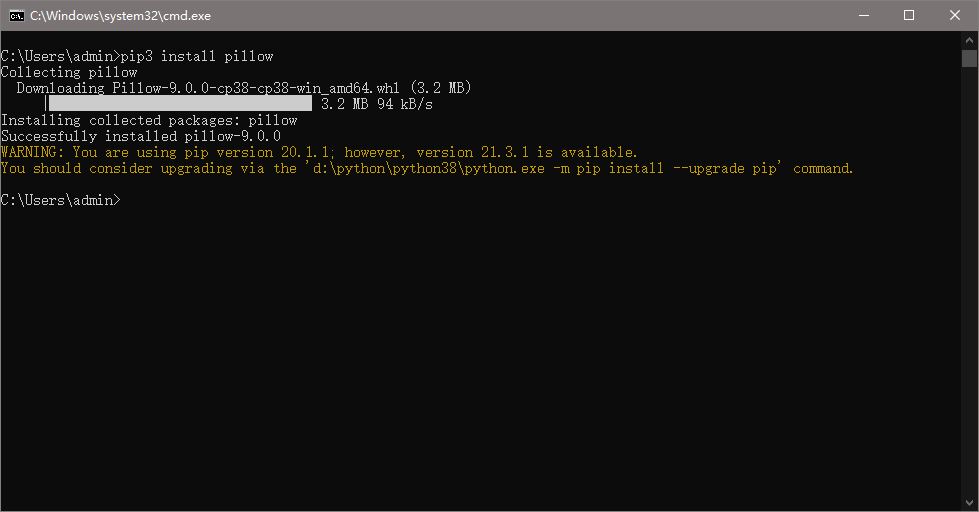 C:\Windows\system32\cmd.exe
C:\Users\admin>pip3 install pillow
Collecting pillow
  Downloading Pillow-9.0.0-cp38-cp38-win_amd64.whl (3.2 MB)
     | 3.2 MB 94 kB/s
Installing collected packages: pillow
Successfully installed pillow-9.0.0
WARNING: You are using pip version 20.1.1; however, version 21.3.1 is available.
You should consider upgrading via the 'd:\python\python38\python.exe -m pip install --upgrade pip' command.
C:\Users\admin>